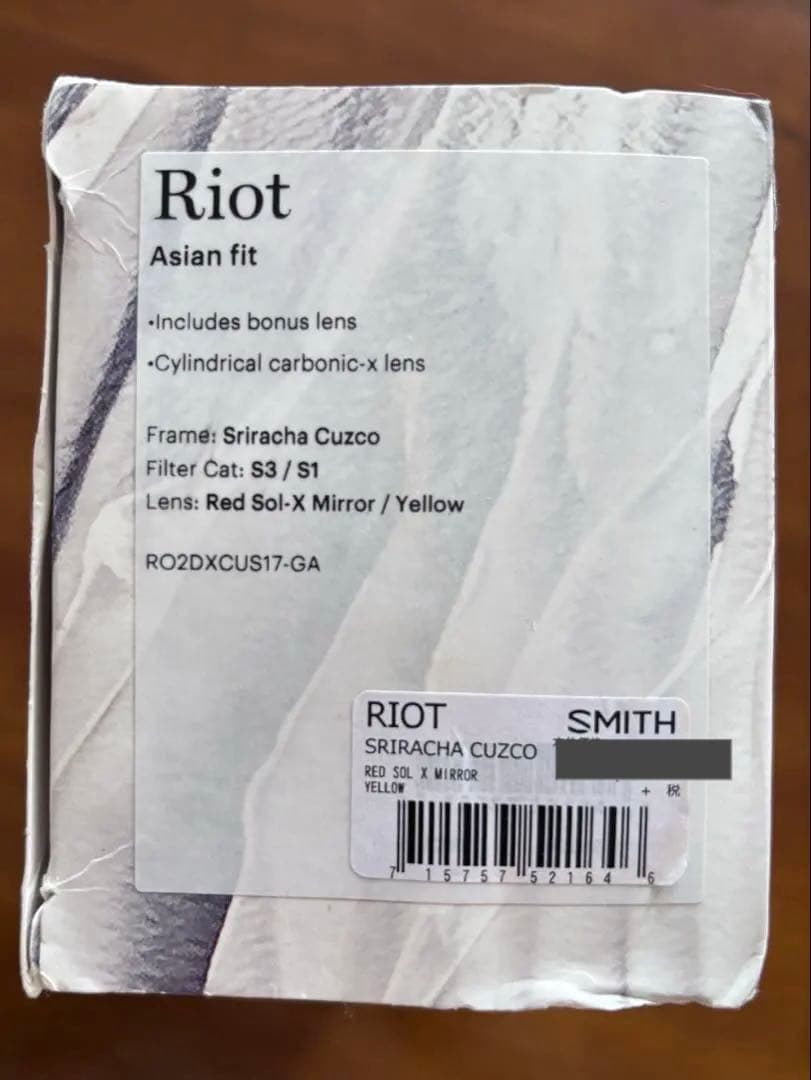 Riot
Asian fit
•Includes bonus lens
•Cylindrical carbonic-x lens
Frame: Sriracha Cuzco
Filter Cat: S3 / S1
Lens: Red Sol-X Mirror / Yellow
RO2DXCUS17-GA
RIOT SMITH
SRIRACHA CUZCO
RED SOL X MIRROR
YELLOW + 税
7 15757 52164 6